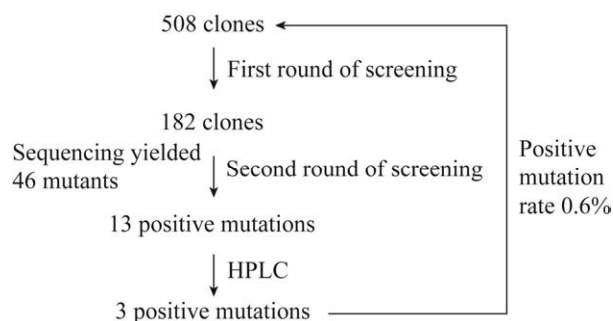 508 clones
First round of screening
182 clones
Sequencing yielded
46 mutants
Second round of screening
13 positive mutations
HPLC
3 positive mutations
Positive
mutation
rate 0.6%